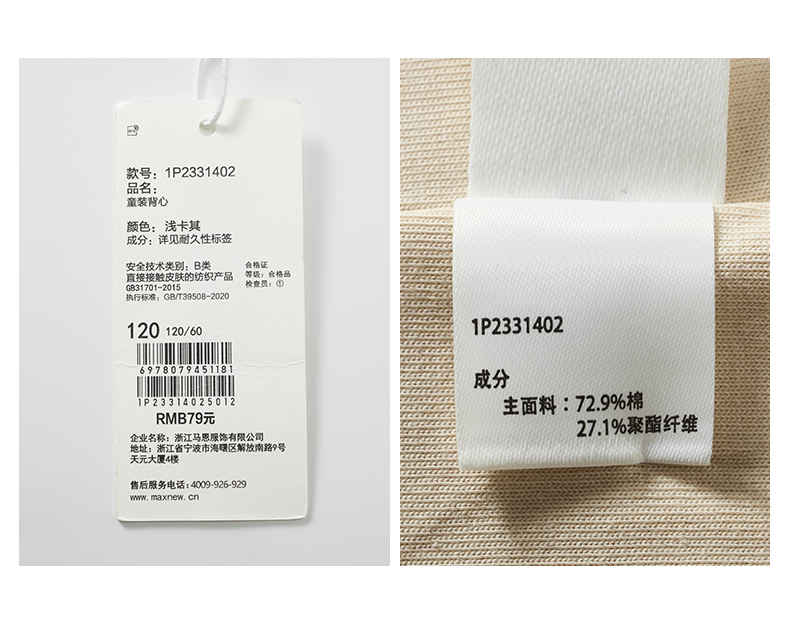 款号：1P2331402
品名：
童装背心
颜色：浅卡其
成分：详见耐久性标签
安全技术类别：B类
直接接触皮肤的纺织产品
GB31701-2015
执行标准：GB/T39508-2020
合格证
等级：合格品
检查员：①
120 120/60
6978079451181
1P23314025012
RMB79元
企业名称：浙江马恩服饰有限公司
地址：浙江省宁波市海曙区解放南路9号
天元大厦4楼
售后服务电话：4009-926-929
www.maxnew.cn
1P2331402
成分
主面料：72.9%棉
27.1%聚酯纤维